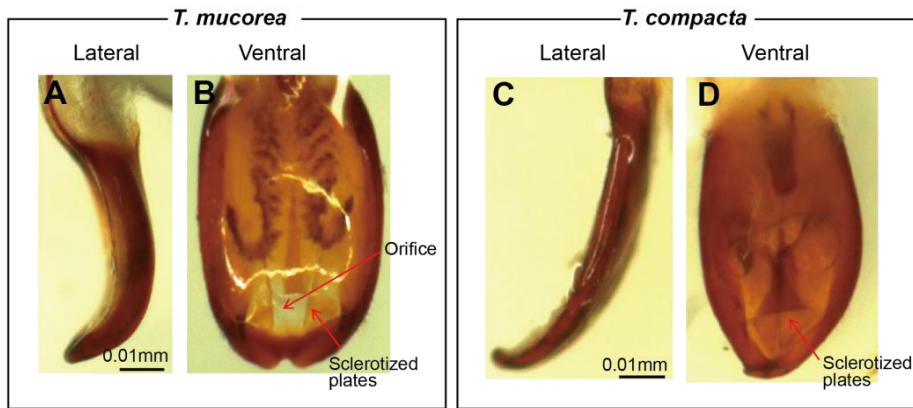 T. mucorea
Lateral
Ventral
A
B
Orifice
Sclerotized
plates
0.01mm
T. compacta
Lateral
Ventral
C
D
Sclerotized
plates
0.01mm